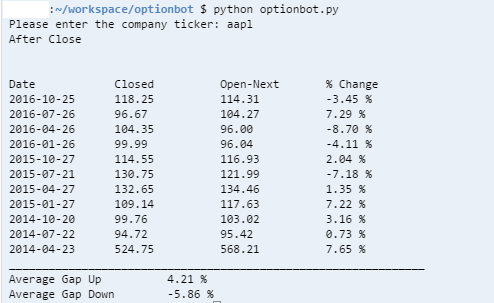 :~/workspace/optionbot $ python optionbot.py
Please enter the company ticker: aapl
After Close
Date Closed Open-Next % Change
2016-10-25 118.25 114.31 -3.45 %
2016-07-26 96.67 104.27 7.29 %
2016-04-26 104.35 96.00 -8.70 %
2016-01-26 99.99 96.04 -4.11 %
2015-10-27 114.55 116.93 2.04 %
2015-07-21 130.75 121.99 -7.18 %
2015-04-27 132.65 134.46 1.35 %
2015-01-27 109.14 117.63 7.22 %
2014-10-20 99.76 103.02 3.16 %
2014-07-22 94.72 95.42 0.73 %
2014-04-23 524.75 568.21 7.65 %
Average Gap Up 4.21 %
Average Gap Down -5.86 %